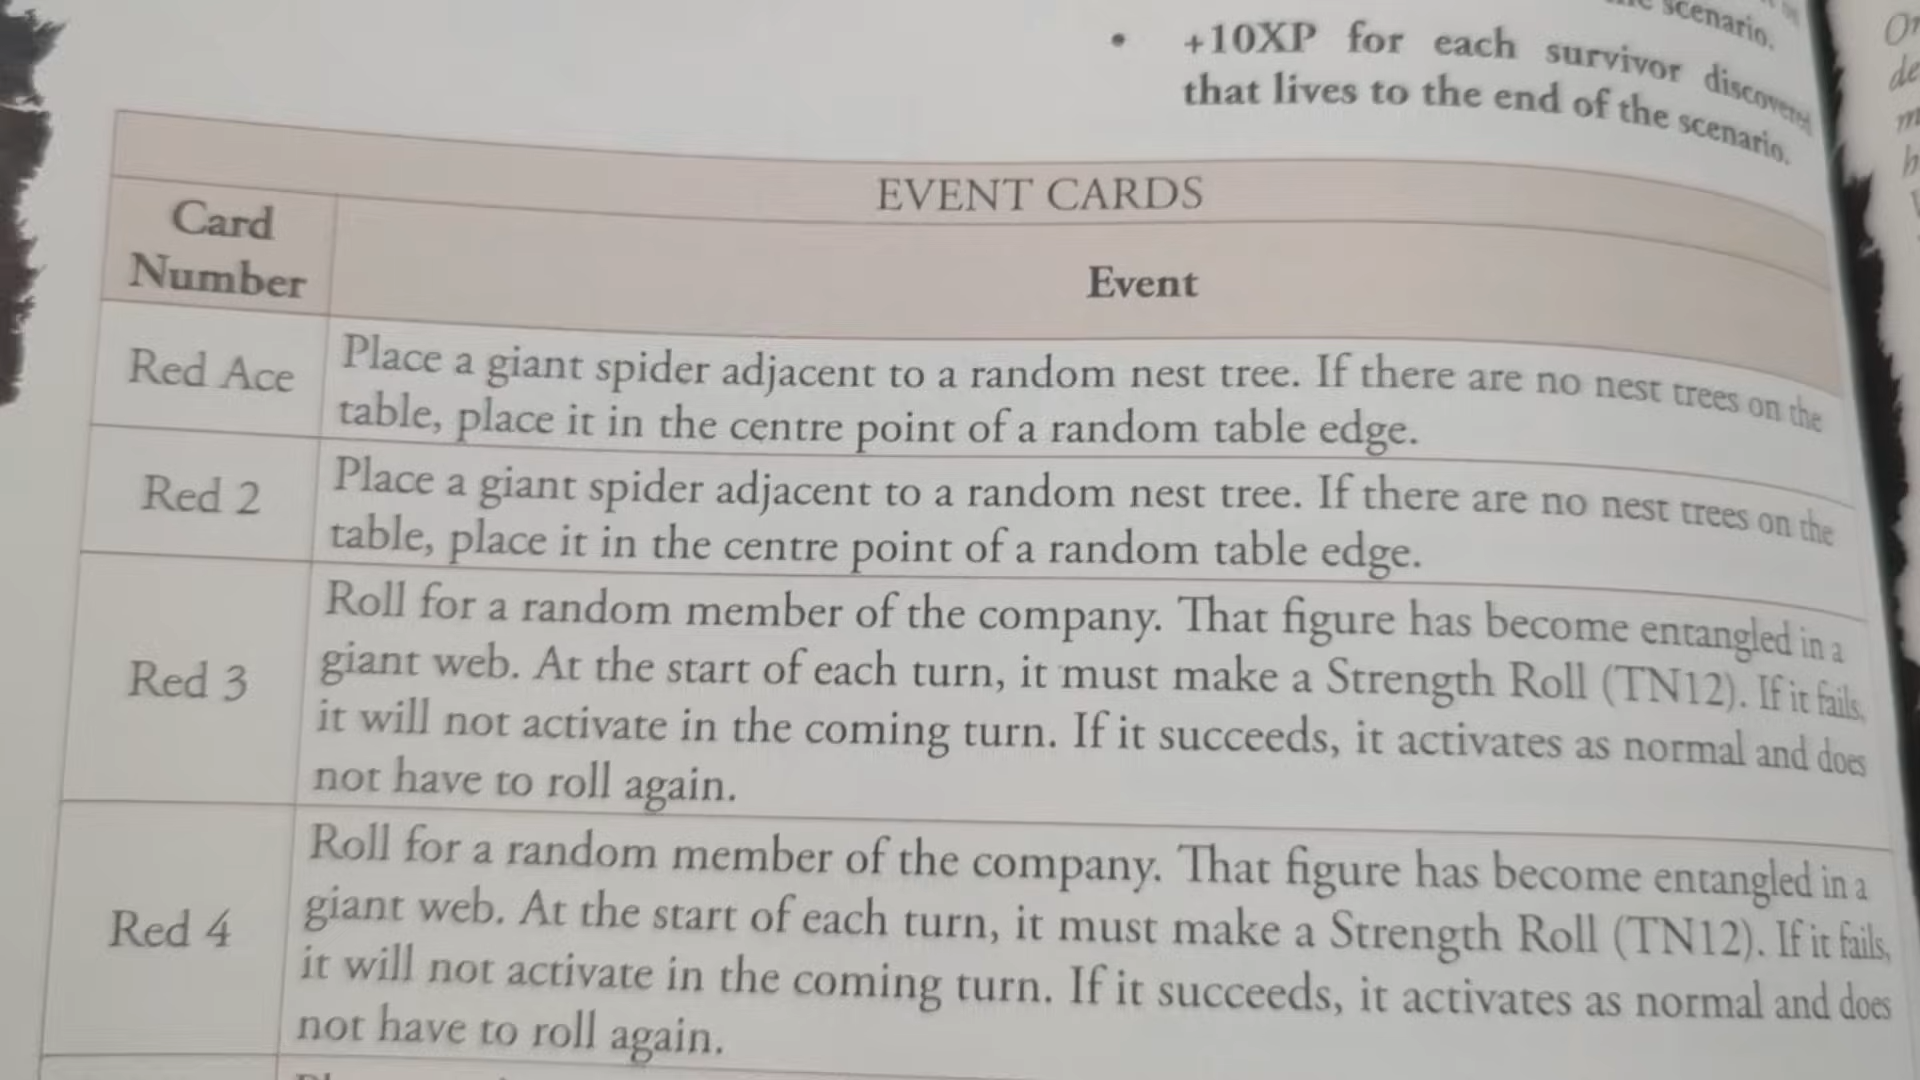 scenario.
• +10XP for each survivor discovered
that lives to the end of the scenario.
EVENT CARDS
Card
Number
Event
Red Ace
Place a giant spider adjacent to a random nest tree. If there are no nest trees on the
table, place it in the centre point of a random table edge.
Red 2
Place a giant spider adjacent to a random nest tree. If there are no nest trees on the
table, place it in the centre point of a random table edge.
Red 3
Roll for a random member of the company. That figure has become entangled in a
giant web. At the start of each turn, it must make a Strength Roll (TN12). If it fails,
it will not activate in the coming turn. If it succeeds, it activates as normal and does
not have to roll again.
Red 4
Roll for a random member of the company. That figure has become entangled in a
giant web. At the start of each turn, it must make a Strength Roll (TN12). If it fails,
it will not activate in the coming turn. If it succeeds, it activates as normal and does
not have to roll again.